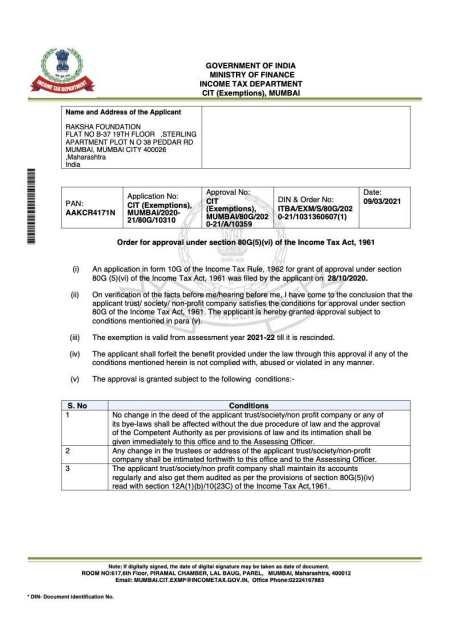 GOVERNMENT OF INDIA
MINISTRY OF FINANCE
INCOME TAX DEPARTMENT
CIT (Exemptions), MUMBAI
INCOME TAX DEPARTMENT
Name and Address of the Applicant
RAKSHA FOUNDATION
FLAT NO B-37 19TH FLOOR ,STERLING
APARTMENT PLOT N O 38 PEDDAR RD
MUMBAI, MUMBAI CITY 400026
,Maharashtra
India
PAN:
AAKCR4171N
Application No:
CIT (Exemptions),
MUMBAI/2020-
21/80G/10310
Approval No:
CIT
(Exemptions),
MUMBAI/80G/202
0-21/A/10359
DIN & Order No:
ITBA/EXM/S/80G/202
0-21/1031360607(1)
Date:
09/03/2021
Order for approval under section 80G(5)(vi) of the Income Tax Act, 1961
(i) An application in form 10G of the Income Tax Rule, 1962 for grant of approval under section
80G (5)(vi) of the Income Tax Act, 1961 was filed by the applicant on 28/10/2020.
(ii) On verification of the facts before me/hearing before me, I have come to the conclusion that the
applicant trust/ society/ non-profit company satisfies the conditions for approval under section
80G of the Income Tax Act, 1961. The applicant is hereby granted approval subject to
conditions mentioned in para (v).
(iii) The exemption is valid from assessment year 2021-22 till it is rescinded.
(iv) The applicant shall forfeit the benefit provided under the law through this approval if any of the
conditions mentioned herein is not complied with, abused or violated in any manner.
(v) The approval is granted subject to the following conditions:-
S. No Conditions
1 No change in the deed of the applicant trust/society/non profit company or any of
its bye-laws shall be affected without the due procedure of law and the approval
of the Competent Authority as per provisions of law and its intimation shall be
given immediately to this office and to the Assessing Officer.
2 Any change in the trustees or address of the applicant trust/society/non-profit
company shall be intimated forthwith to this office and to the Assessing Officer.
3 The applicant trust/society/non profit company shall maintain its accounts
regularly and also get them audited as per the provisions of section 80G(5)(iv)
read with section 12A(1)(b)/10(23C) of the Income Tax Act,1961.
Note: If digitally signed, the date of digital signature may be taken as date of document.
ROOM NO:617,6th Floor, PIRAMAL CHAMBER, LAL BAUG, PAREL, MUMBAI, Maharashtra, 400012
Email: MUMBAI.CIT.EXMP@INCOMETAX.GOV.IN, Office Phone:02224167883
* DIN- Document identification No.